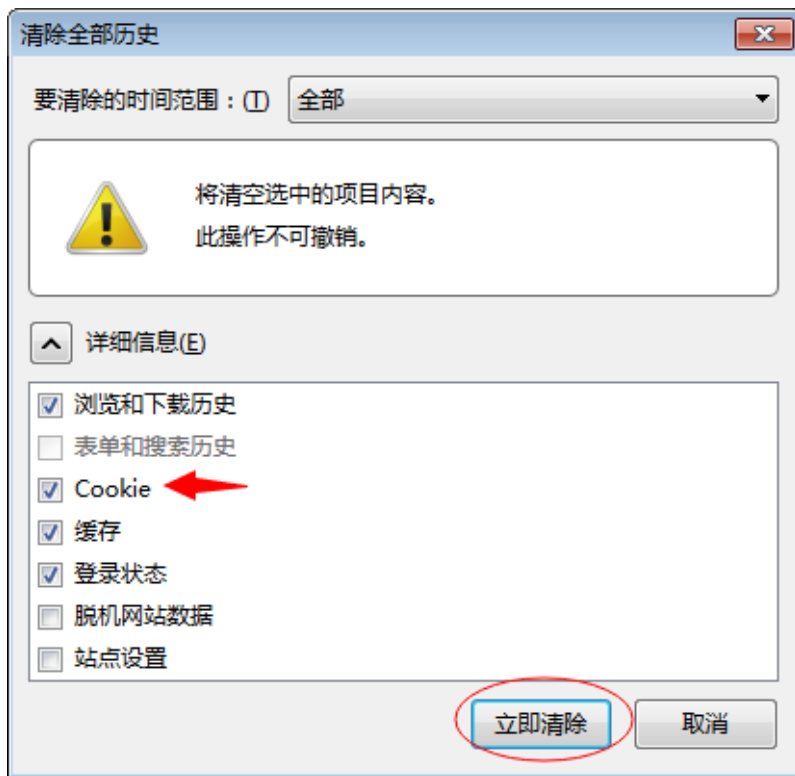 清除全部历史
要清除的时间范围：(T) 全部
将清空选中的项目内容。
此操作不可撤销。
详细信息(E)
浏览和下载历史
表单和搜索历史
Cookie
缓存
登录状态
脱机网站数据
站点设置
立即清除 取消